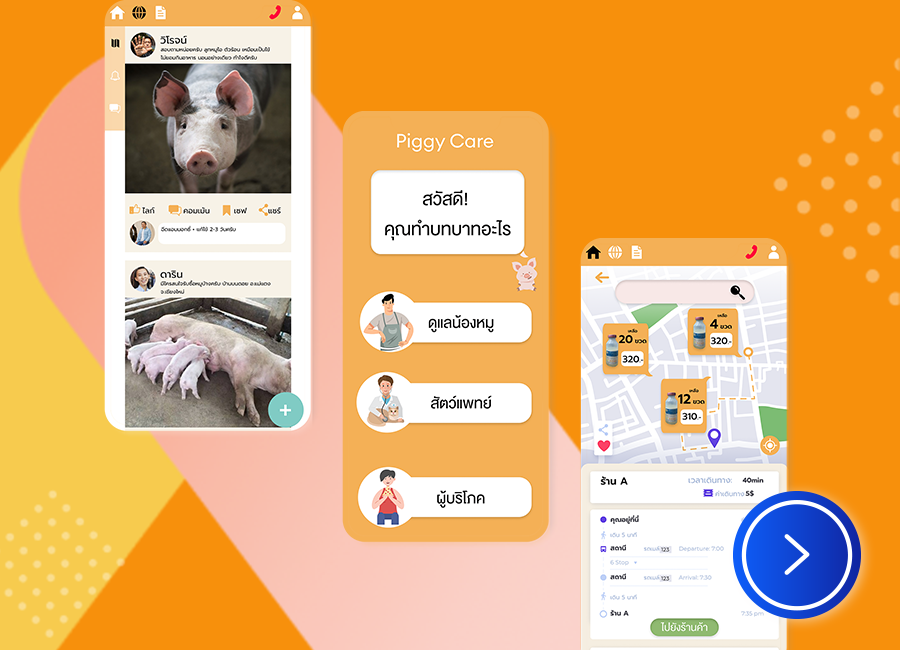 วิโรจน์
สอบถามหน่อยครับ ลูกหมูไอ ตัวร้อน เหมือนเป็นไข้
ไม่ยอมกินอาหาร นอนอย่างเดียว ทำไงดีครับ
ไลก์
คอมเม้น
เซฟ
แชร์
ฉีดแอมมอกซี่ + แก้ไข้ 2-3 วันครับ
ดาริน
มีใครสนใจรับซื้อหมูป่าจครับ บ้านบนดอย อ.แม่แตง
จ.เชียงใหม่
Piggy Care
สวัสดี!
คุณทำบทบาทอะไร
ดูแลน้องหมู
สัตว์แพทย์
ผู้บริโภค
เหลือ
20 ขวด
320.-
เหลือ
4 ขวด
320.-
เหลือ
12 ขวด
310.-
ร้าน A
เวลาเดินทาง: 40min
ค่าเดินทาง 5$
คุณอยู่ที่นี่
เดิน 5 นาที
สถานี รถเมล์ 123 Departure: 7:00
6 Stop
สถานี รถเมล์ 123 Arrival: 7:30
เดิน 5 นาที
ร้าน A 7:35 pm
ไปยังร้านค้า